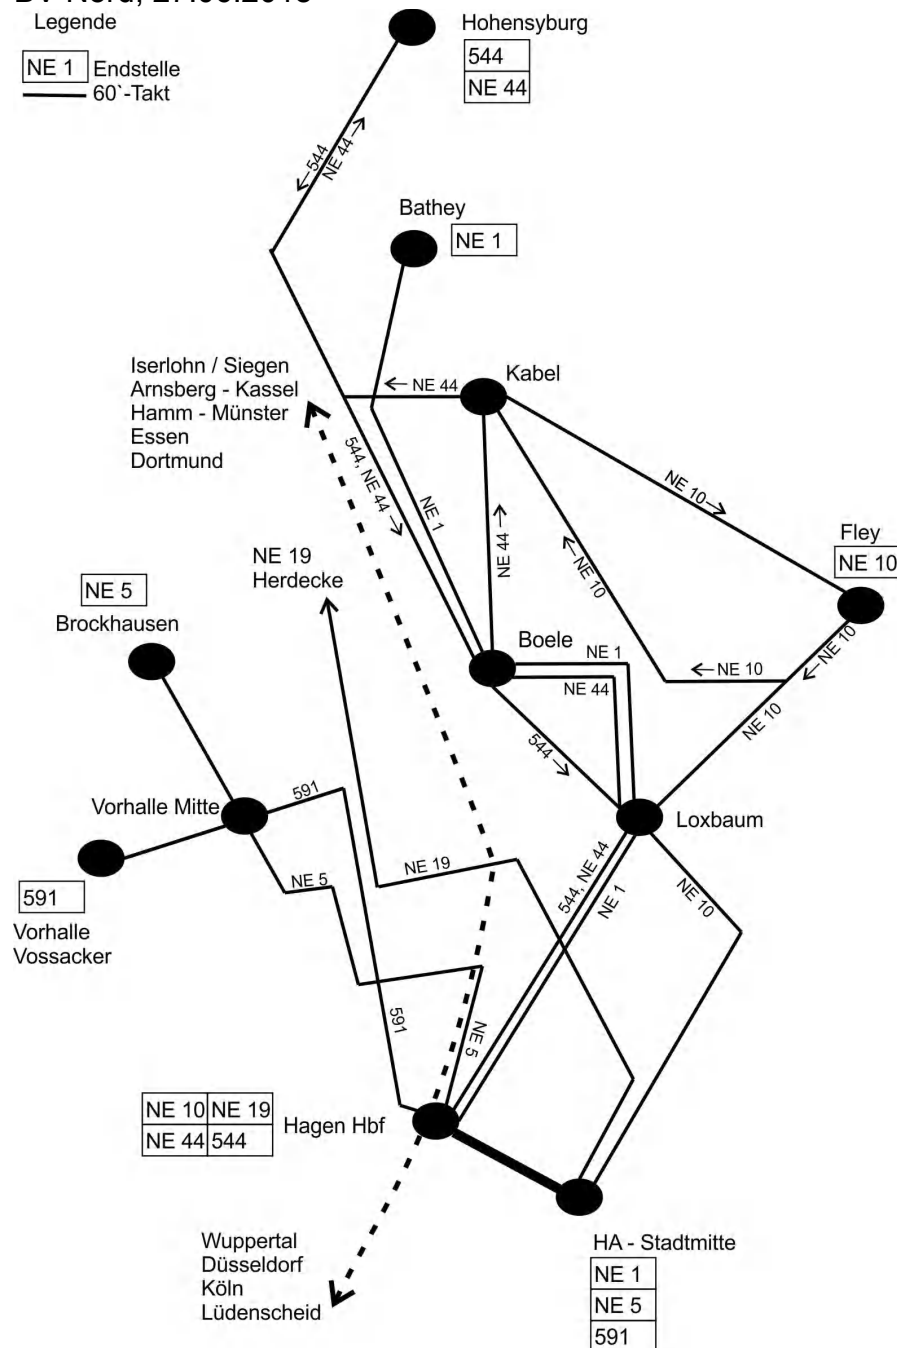 Legende
NE 1 Endstelle
60`-Takt
Hohensyburg
544
NE 44
544
NE 44
Bathey
NE 1
Iserlohn / Siegen
Arnsberg - Kassel
Hamm - Münster
Essen
Dortmund
NE 44
Kabel
544, NE 44
NE 1
NE 44
NE 10
NE 10
Fley
NE 10
NE 10
NE 10
NE 10
NE 19
Herdecke
NE 5
Brockhausen
Boele
NE 1
NE 44
544
Vorhalle Mitte
591
Loxbaum
591
Vorhalle
Vossacker
NE 5
NE 19
544, NE 44
NE 1
NE 10
591
NE 5
NE 10 NE 19
NE 44 544
Hagen Hbf
Wuppertal
Düsseldorf
Köln
Lüdenscheid
HA - Stadtmitte
NE 1
NE 5
591